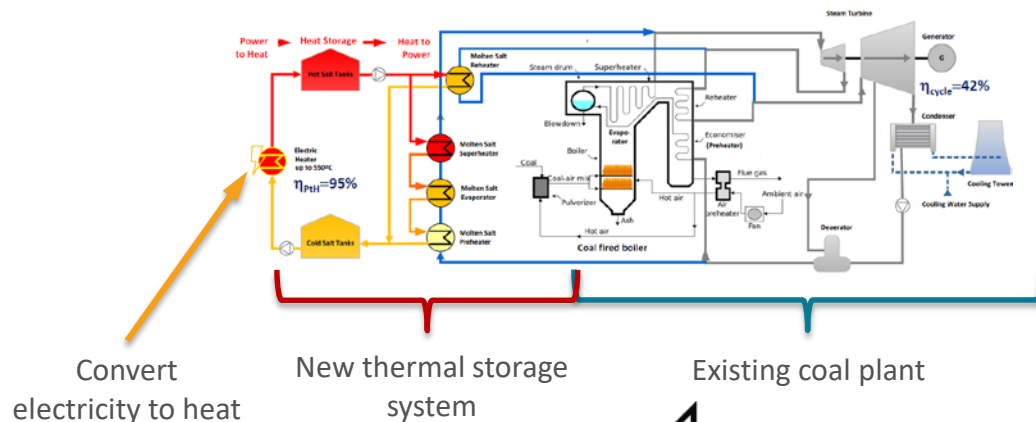 Power
to Heat
Heat Storage
Heat to
Power
Hot Salt Tanks
Molten Salt
Reheater
Electric
Heater
up to 550°C
ηPtH=95%
Molten Salt
Superheater
Molten Salt
Evaporator
Molten Salt
Preheater
Cold Salt Tanks
Steam drum
Superheater
Blowdown
Evapo-
rator
Reheater
Economiser
(Preheater)
Boiler
Coal
Coal-air mix
Pulverizer
Ash
Hot air
Coal fired boiler
Hot air
Flue gas
Ambient air
Air
preheater
Fan
Steam Turbine
Generator
G
ηcycle=42%
Condenser
Cooling Tower
Cooling Water Supply
Deaerator
Convert
electricity to heat
New thermal storage
system
Existing coal plant